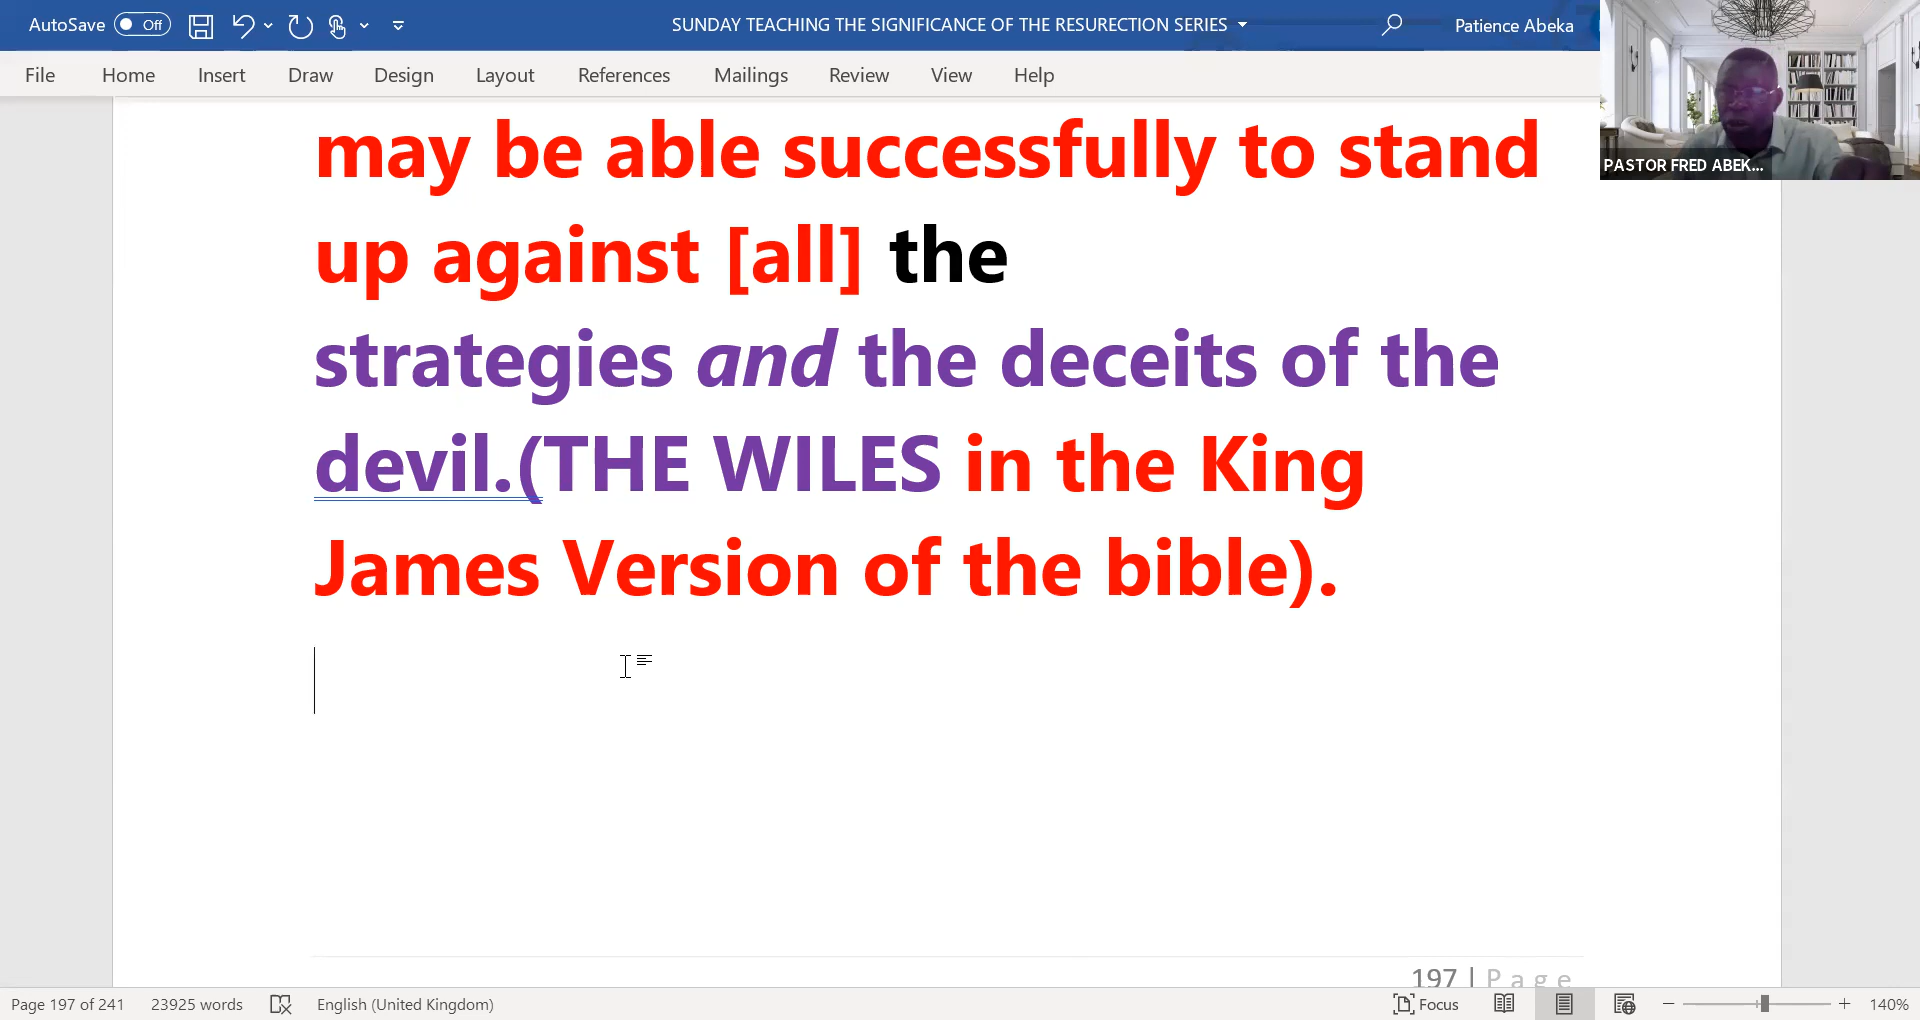 AutoSave Off SUNDAY TEACHING THE SIGNIFICANCE OF THE RESURECTION SERIES Patience Abeka
File Home Insert Draw Design Layout References Mailings Review View Help
PASTOR FRED ABEK...
may be able successfully to stand
up against [all] the
strategies and the deceits of the
devil.(THE WILES in the King
James Version of the bible).
197 | Page
Page 197 of 241 23925 words English (United Kingdom) Focus 140%